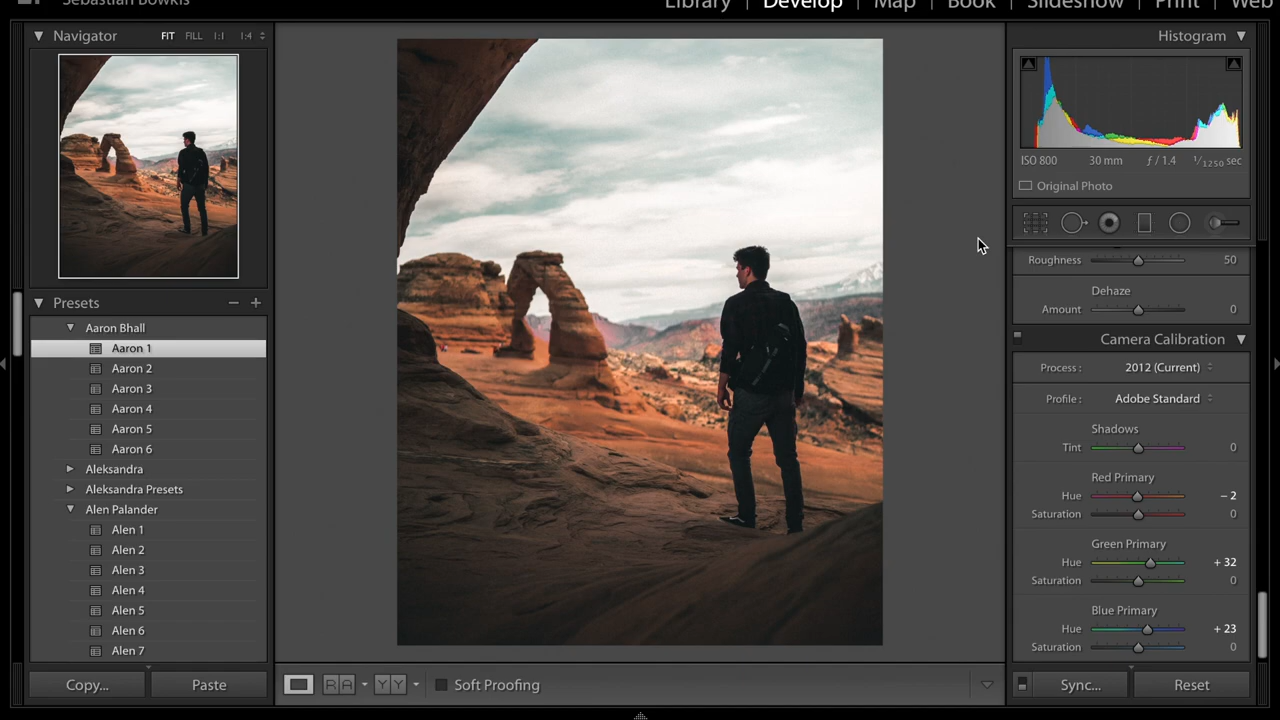 Sebastian Bowkis
Library | Develop | Map | Book | Slideshow | Print | Web
Navigator FIT FILL 1:1 1:4
Presets − +
Aaron Bhall
Aaron 1
Aaron 2
Aaron 3
Aaron 4
Aaron 5
Aaron 6
Aleksandra
Aleksandra Presets
Alen Palander
Alen 1
Alen 2
Alen 3
Alen 4
Alen 5
Alen 6
Alen 7
Copy... Paste
R A Y Y Soft Proofing
Histogram
ISO 800 30 mm ƒ / 1.4 1/1250 sec
Original Photo
Roughness 50
Dehaze
Amount 0
Camera Calibration
Process : 2012 (Current)
Profile : Adobe Standard
Shadows
Tint 0
Red Primary
Hue − 2
Saturation 0
Green Primary
Hue + 32
Saturation 0
Blue Primary
Hue + 23
Saturation 0
Sync... Reset